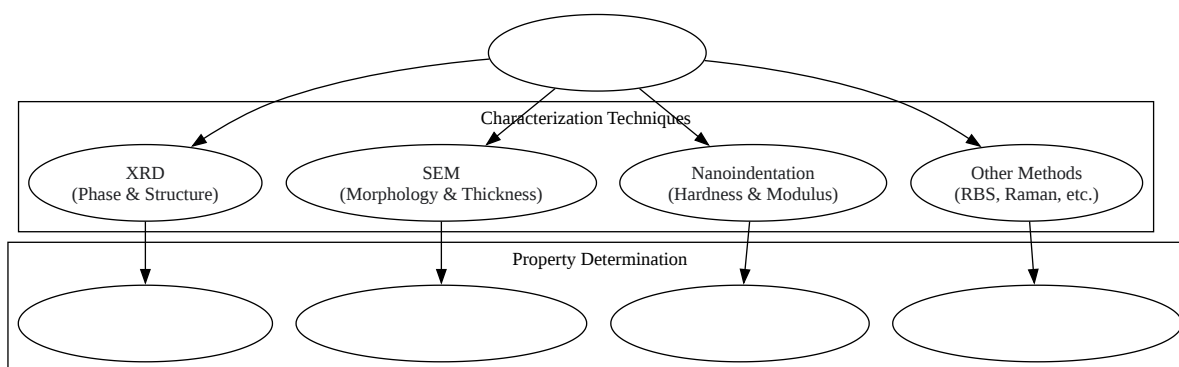 Characterization Techniques
XRD
(Phase & Structure)
SEM
(Morphology & Thickness)
Nanoindentation
(Hardness & Modulus)
Other Methods
(RBS, Raman, etc.)
Property Determination